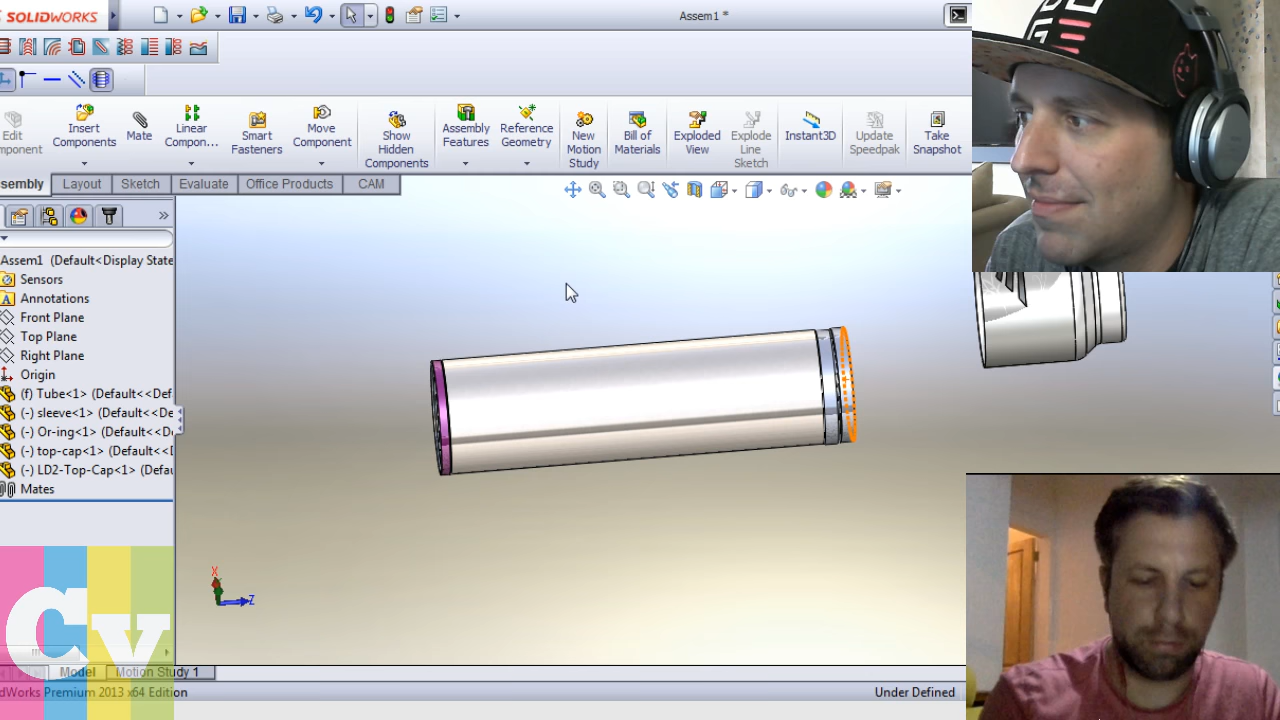 SOLIDWORKS
Assem1 *
Edit
Insert
Components
Mate
Linear
Compon...
Smart
Fasteners
Move
Component
Show
Hidden
Components
Assembly
Features
Reference
Geometry
New
Motion
Study
Bill of
Materials
Exploded
View
Explode
Line
Sketch
Instant3D
Update
Speedpak
Take
Snapshot
mponent
sembly
Layout
Sketch
Evaluate
Office Products
CAM
Assem1 (Default<Display State
Sensors
Annotations
Front Plane
Top Plane
Right Plane
Origin
(f) Tube<1> (Default<<Def
(-) sleeve<1> (Default<<De
(-) Or-ing<1> (Default<<De
(-) top-cap<1> (Default<<D
(-) LD2-Top-Cap<1> (Defau
Mates
X
Z
Cv
Model
Motion Study 1
dWorks Premium 2013 x64 Edition
Under Defined